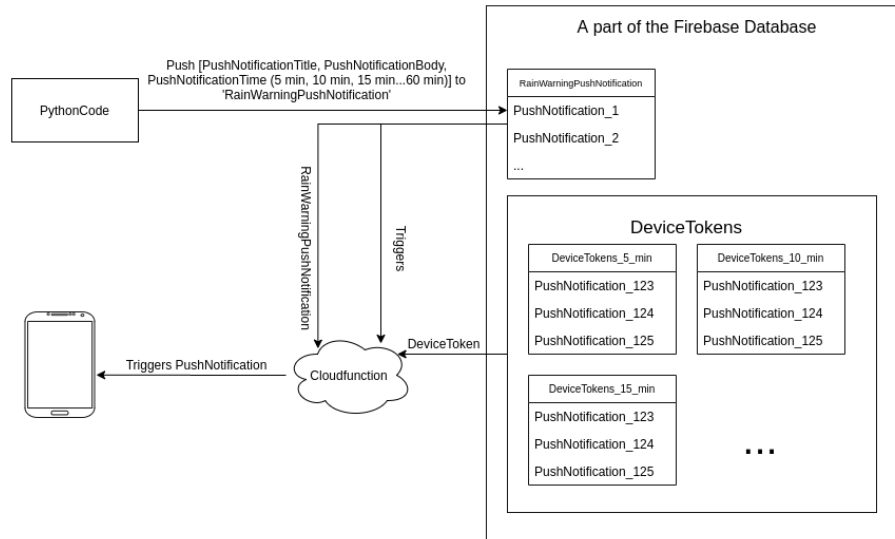 A part of the Firebase Database
Push [PushNotificationTitle, PushNotificationBody,
PushNotificationTime (5 min, 10 min, 15 min...60 min)] to
'RainWarningPushNotification'
PythonCode
RainWarningPushNotification
PushNotification_1
PushNotification_2
...
RainWarningPushNotification
Triggers
DeviceTokens
DeviceTokens_5_min
PushNotification_123
PushNotification_124
PushNotification_125
DeviceTokens_10_min
PushNotification_123
PushNotification_124
PushNotification_125
DeviceTokens_15_min
PushNotification_123
PushNotification_124
PushNotification_125
...
DeviceToken
Cloudfunction
Triggers PushNotification